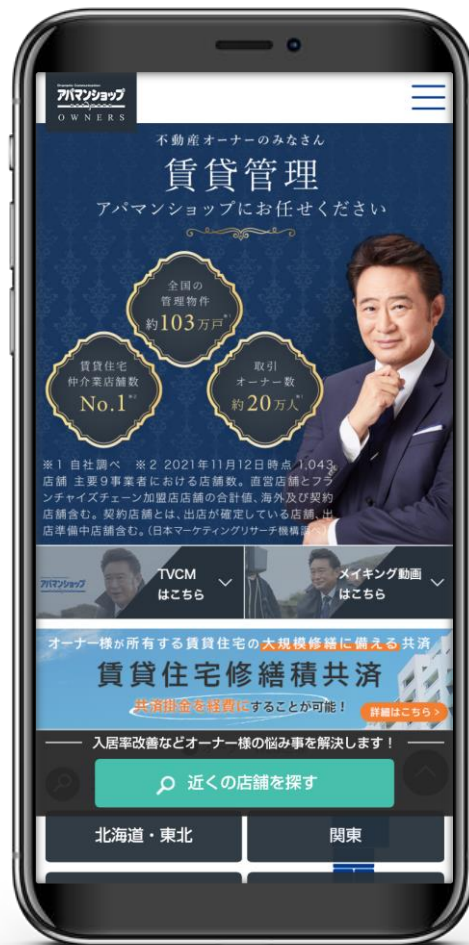 アパマンショップ
OWNERS
不動産オーナーのみなさん
賃貸管理
アパマンショップにお任せください
全国の
管理物件
約103万戸※1
賃貸住宅
仲介業店舗数
No.1※2
取引
オーナー数
約20万人※1
※1 自社調べ ※2 2021年11月12日時点 1,043
店舗 主要9事業者における店舗数。直営店舗とフラ
ンチャイズチェーン加盟店店舗の合計値、海外及び契約
店舗含む。契約店舗とは、出店が確定している店舗、出
店準備中店舗含む。(日本マーケティングリサーチ機構
アパマンショップ
TVCM
はこちら
メイキング動画
はこちら
オーナー様が所有する賃貸住宅の大規模修繕に備える共済
賃貸住宅修繕積共済
共済掛金を経費にすることが可能!
詳細はこちら>
入居率改善などオーナー様の悩み事を解決します!
近くの店舗を探す
北海道・東北
関東